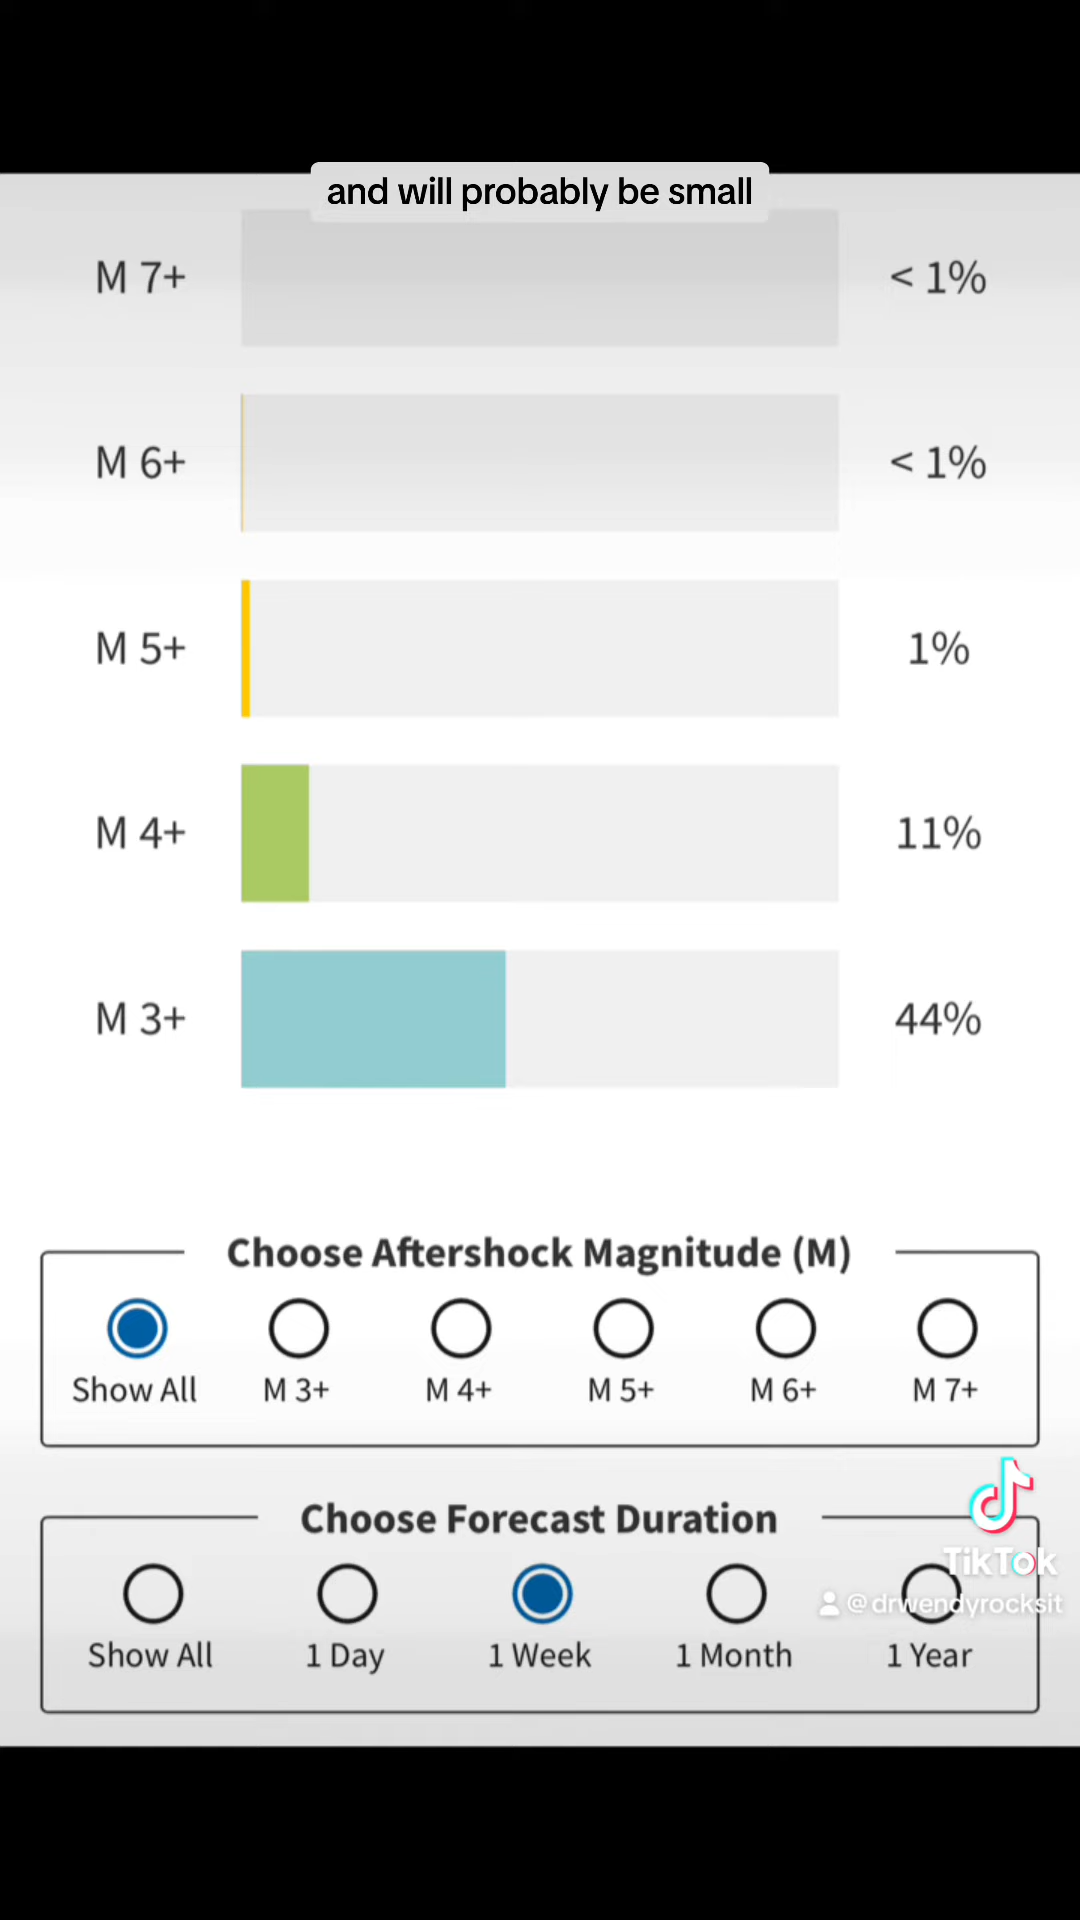 and will probably be small
M 7+ < 1%
M 6+ < 1%
M 5+ 1%
M 4+ 11%
M 3+ 44%
Choose Aftershock Magnitude (M)
Show All M 3+ M 4+ M 5+ M 6+ M 7+
Choose Forecast Duration
Show All 1 Day 1 Week 1 Month 1 Year
TikTok
@drwendyrocksit